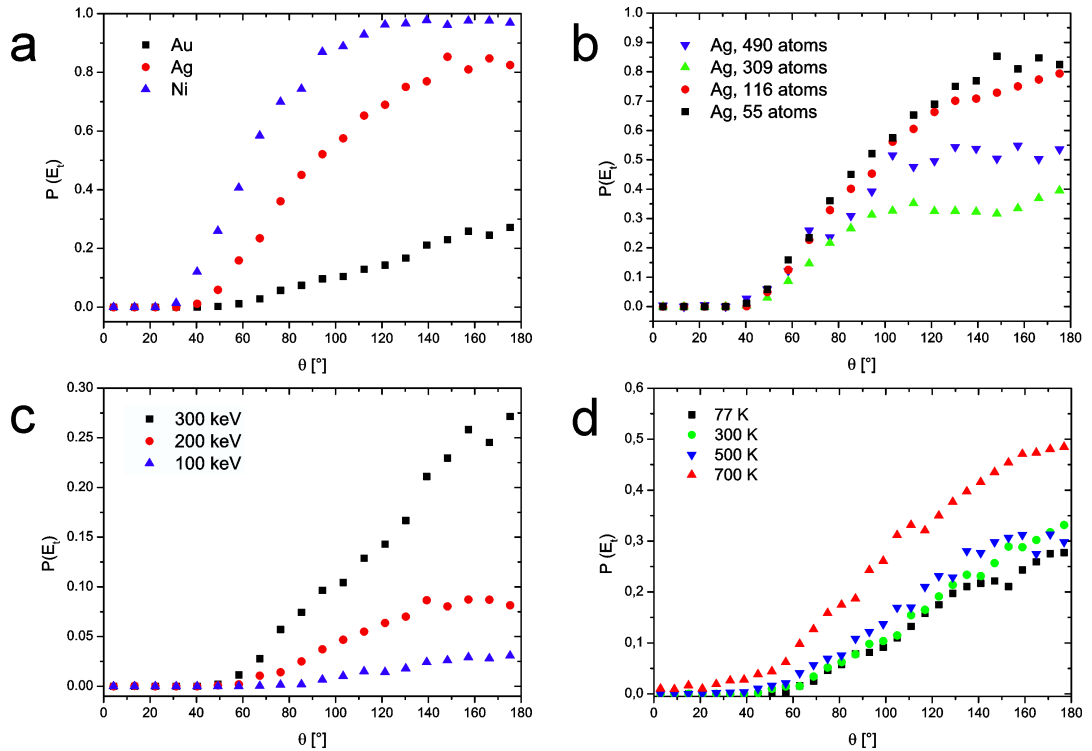 a
Au
Ag
Ni
P (Eₜ)
1.0
0.8
0.6
0.4
0.2
0.0
0 20 40 60 80 100 120 140 160 180
θ [°]
b
Ag, 490 atoms
Ag, 309 atoms
Ag, 116 atoms
Ag, 55 atoms
P(Eₜ)
1.0
0.9
0.8
0.7
0.6
0.5
0.4
0.3
0.2
0.1
0.0
0 20 40 60 80 100 120 140 160 180
θ [°]
c
300 keV
200 keV
100 keV
P(Eₜ)
0.30
0.25
0.20
0.15
0.10
0.05
0.00
0 20 40 60 80 100 120 140 160 180
θ [°]
d
77 K
300 K
500 K
700 K
P (Eₜ)
0,6
0,5
0,4
0,3
0,2
0,1
0,0
0 20 40 60 80 100 120 140 160 180
θ [°]